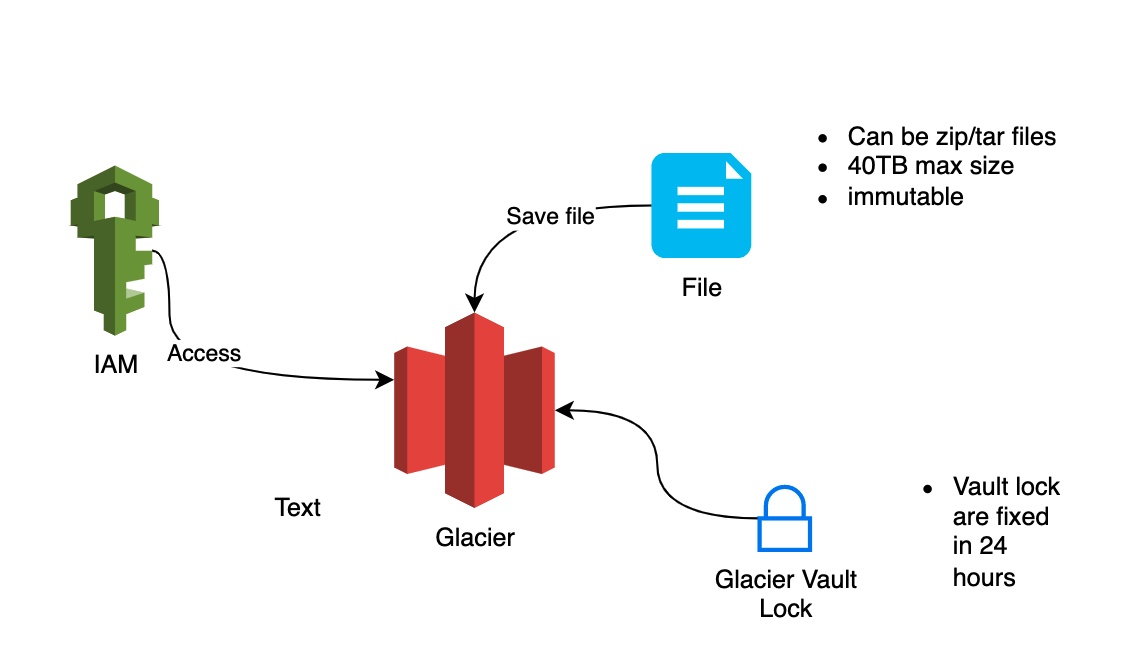 Can be zip/tar files
40TB max size
immutable
Save file
File
IAM
Access
Text
Glacier
Vault lock
are fixed
in 24
hours
Glacier Vault
Lock